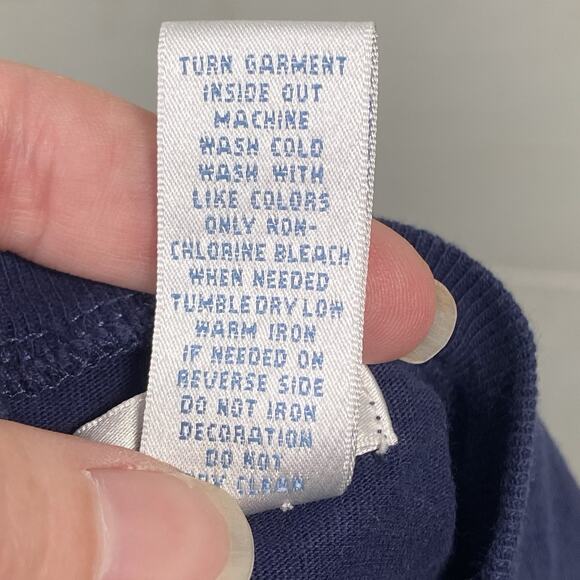 TURN GARMENT
INSIDE OUT
MACHINE
WASH COLD
WASH WITH
LIKE COLORS
ONLY NON-
CHLORINE BLEACH
WHEN NEEDED
TUMBLE DRY LOW
WARM IRON
IF NEEDED ON
REVERSE SIDE
DO NOT IRON
DECORATION
DO NOT
CLEAN